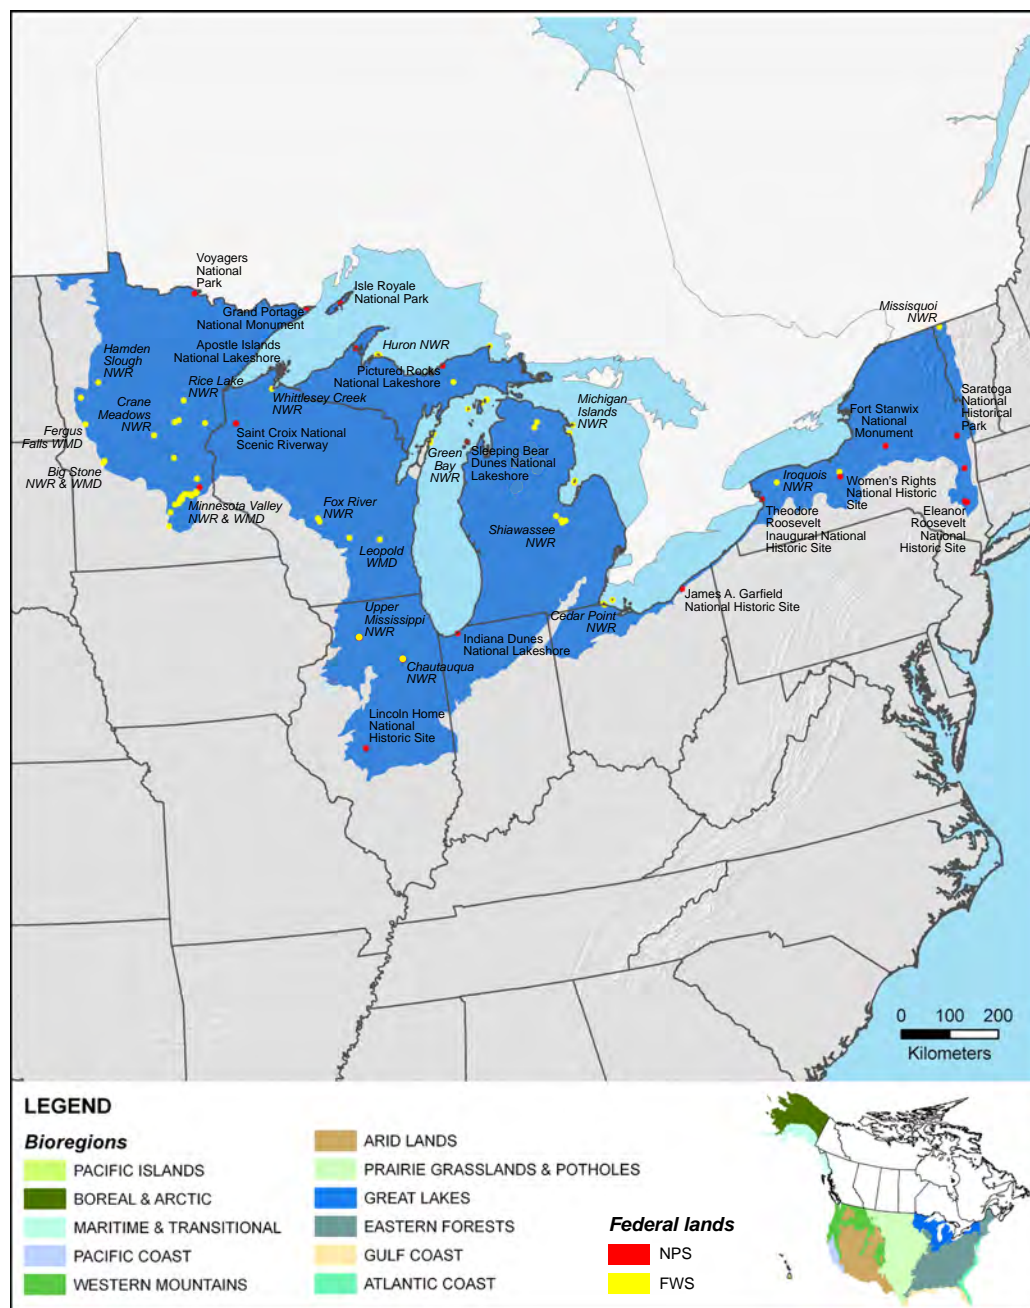 Voyagers
National
Park
Isle Royale
National Park
Grand Portage
National Monument
Missisquoi
NWR
Apostle Islands
National Lakeshore
Huron NWR
Hamden
Slough
NWR
Pictured Rocks
National Lakeshore
Rice Lake
NWR
Whittlesey Creek
NWR
Michigan
Islands
NWR
Saratoga
National
Historical
Park
Crane
Meadows
NWR
Fort Stanwix
National
Monument
Fergus
Falls WMD
Saint Croix National
Scenic Riverway
Green
Bay
NWR
Sleeping Bear
Dunes National
Lakeshore
Big Stone
NWR & WMD
Iroquois
NWR
Women's Rights
National Historic
Site
Minnesota Valley
NWR & WMD
Fox River
NWR
Shiawassee
NWR
Theodore
Roosevelt
Inaugural National
Historic Site
Eleanor
Roosevelt
National
Historic Site
Leopold
WMD
James A. Garfield
National Historic Site
Upper
Mississippi
NWR
Cedar Point
NWR
Indiana Dunes
National Lakeshore
Chautauqua
NWR
Lincoln Home
National
Historic Site
0 100 200
Kilometers
LEGEND
Bioregions
PACIFIC ISLANDS
BOREAL & ARCTIC
MARITIME & TRANSITIONAL
PACIFIC COAST
WESTERN MOUNTAINS
ARID LANDS
PRAIRIE GRASSLANDS & POTHOLES
GREAT LAKES
EASTERN FORESTS
GULF COAST
ATLANTIC COAST
Federal lands
NPS
FWS